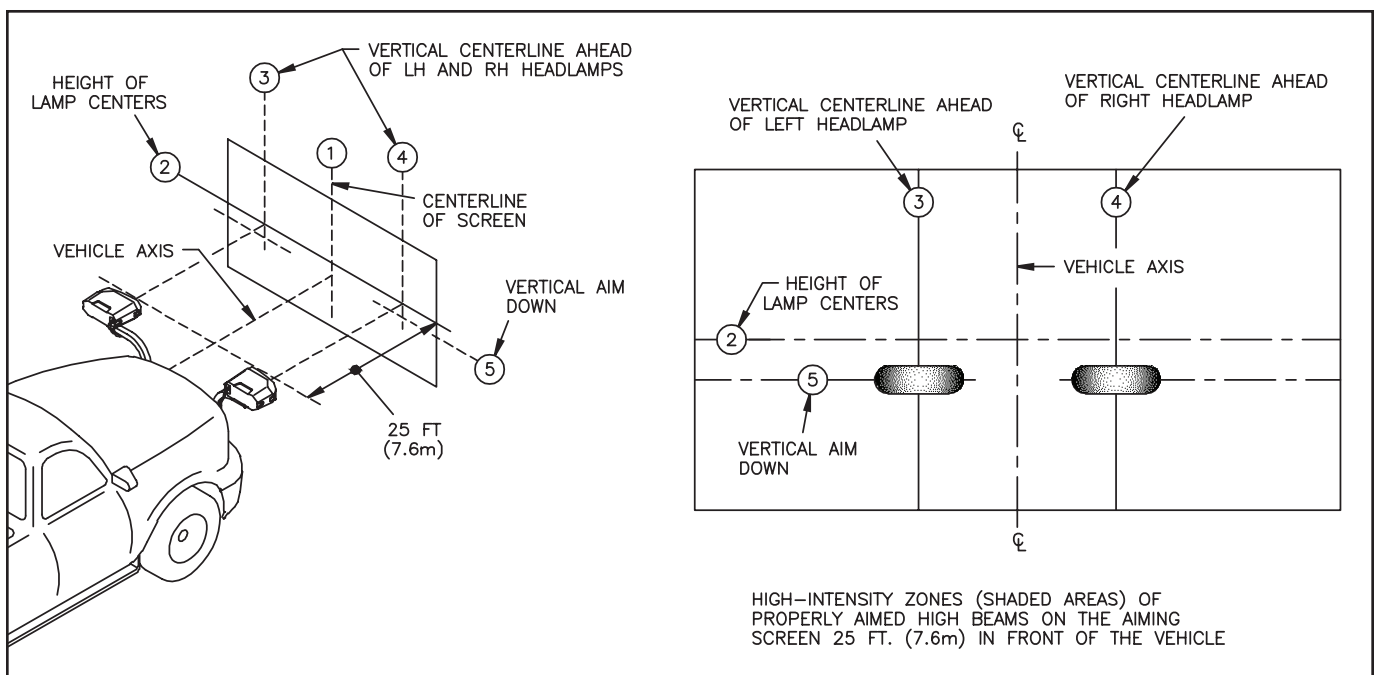 VERTICAL CENTERLINE AHEAD
OF LH AND RH HEADLAMPS
3
HEIGHT OF
LAMP CENTERS
2
1
4
CENTERLINE
OF SCREEN
VEHICLE AXIS
VERTICAL AIM
DOWN
5
25 FT
(7.6m)
VERTICAL CENTERLINE AHEAD
OF LEFT HEADLAMP
VERTICAL CENTERLINE AHEAD
OF RIGHT HEADLAMP
℄
3
4
VEHICLE AXIS
HEIGHT OF
LAMP CENTERS
2
5
VERTICAL AIM
DOWN
℄
HIGH-INTENSITY ZONES (SHADED AREAS) OF
PROPERLY AIMED HIGH BEAMS ON THE AIMING
SCREEN 25 FT. (7.6m) IN FRONT OF THE VEHICLE